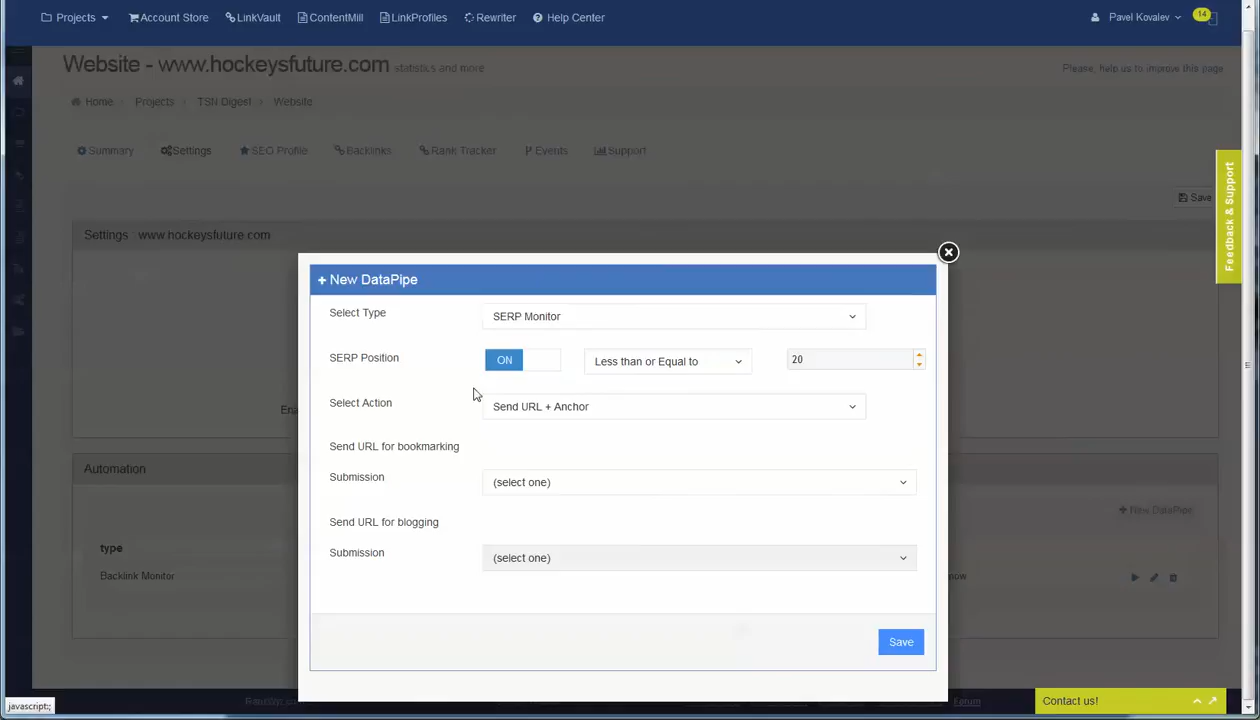 Projects Account Store LinkVault ContentMill LinkProfiles Rewriter Help Center Pavel Kovalev 14
Website - www.hockeysfuture.com statistics and more Please, help us to improve this page
Home Projects TSN Digest Website
Summary Settings SEO Profile Backlinks Rank Tracker Events Support
Feedback & Support
Save
Settings www.hockeysfuture.com
+ New DataPipe
Select Type SERP Monitor
SERP Position ON Less than or Equal to 20
Select Action Send URL + Anchor
Send URL for bookmarking
Automation
Submission (select one)
+ New DataPipe
Send URL for blogging
type
Submission (select one)
Backlink Monitor now
Save
Forum
Contact us!
javascript:;